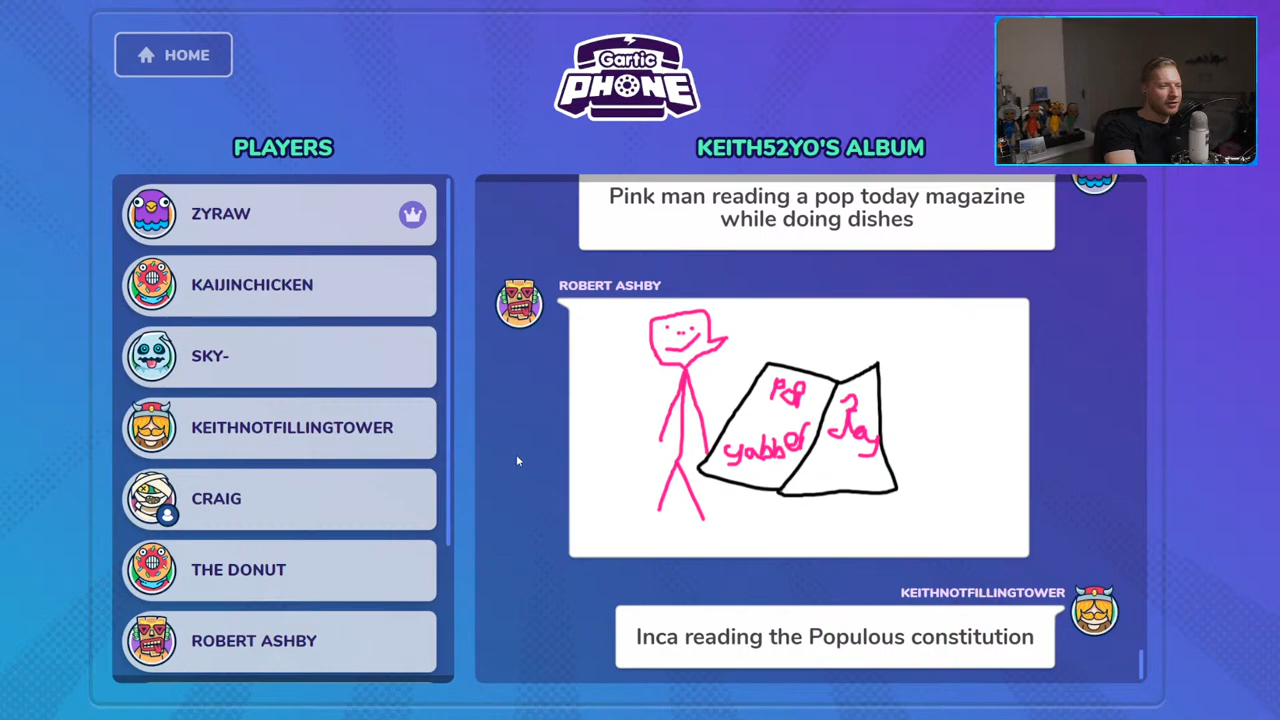 HOME
Gartic
PHONE
PLAYERS
KEITH52YO'S ALBUM
ZYRAW
KAIJINCHICKEN
SKY-
KEITHNOTFILLINGTOWER
CRAIG
THE DONUT
ROBERT ASHBY
Pink man reading a pop today magazine
while doing dishes
ROBERT ASHBY
POP
yabber
KEITHNOTFILLINGTOWER
Inca reading the Populous constitution